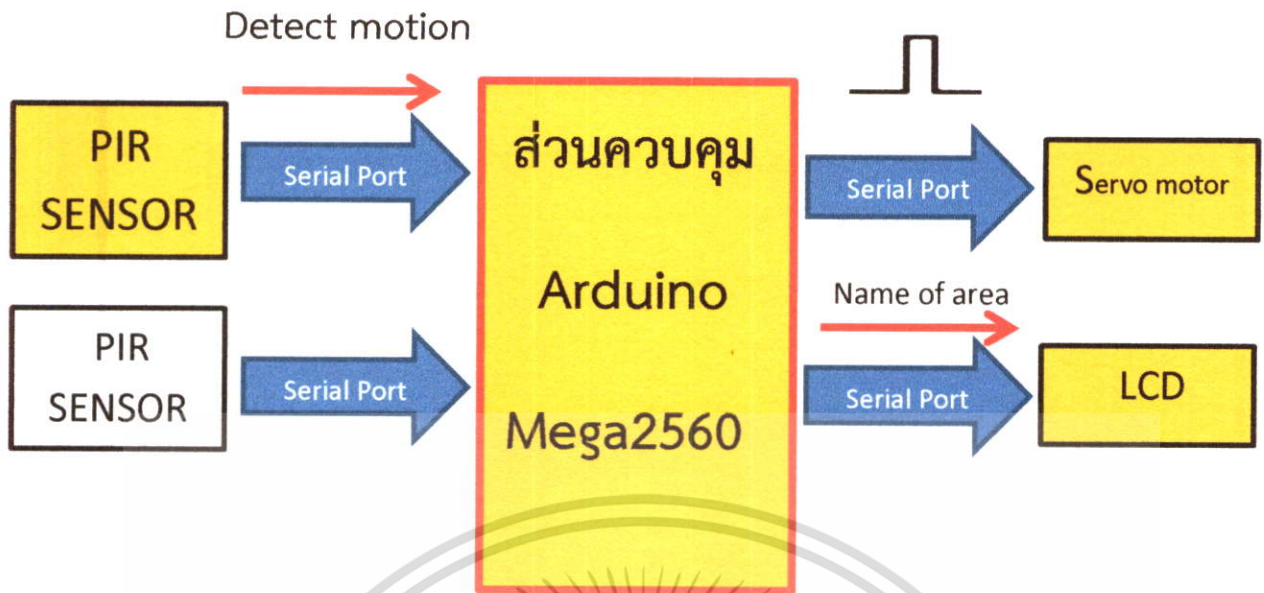 Detect motion
PIR
SENSOR
Serial Port
ส่วนควบคุม
Arduino
Mega2560
Serial Port
Servo motor
PIR
SENSOR
Serial Port
Name of area
Serial Port
LCD